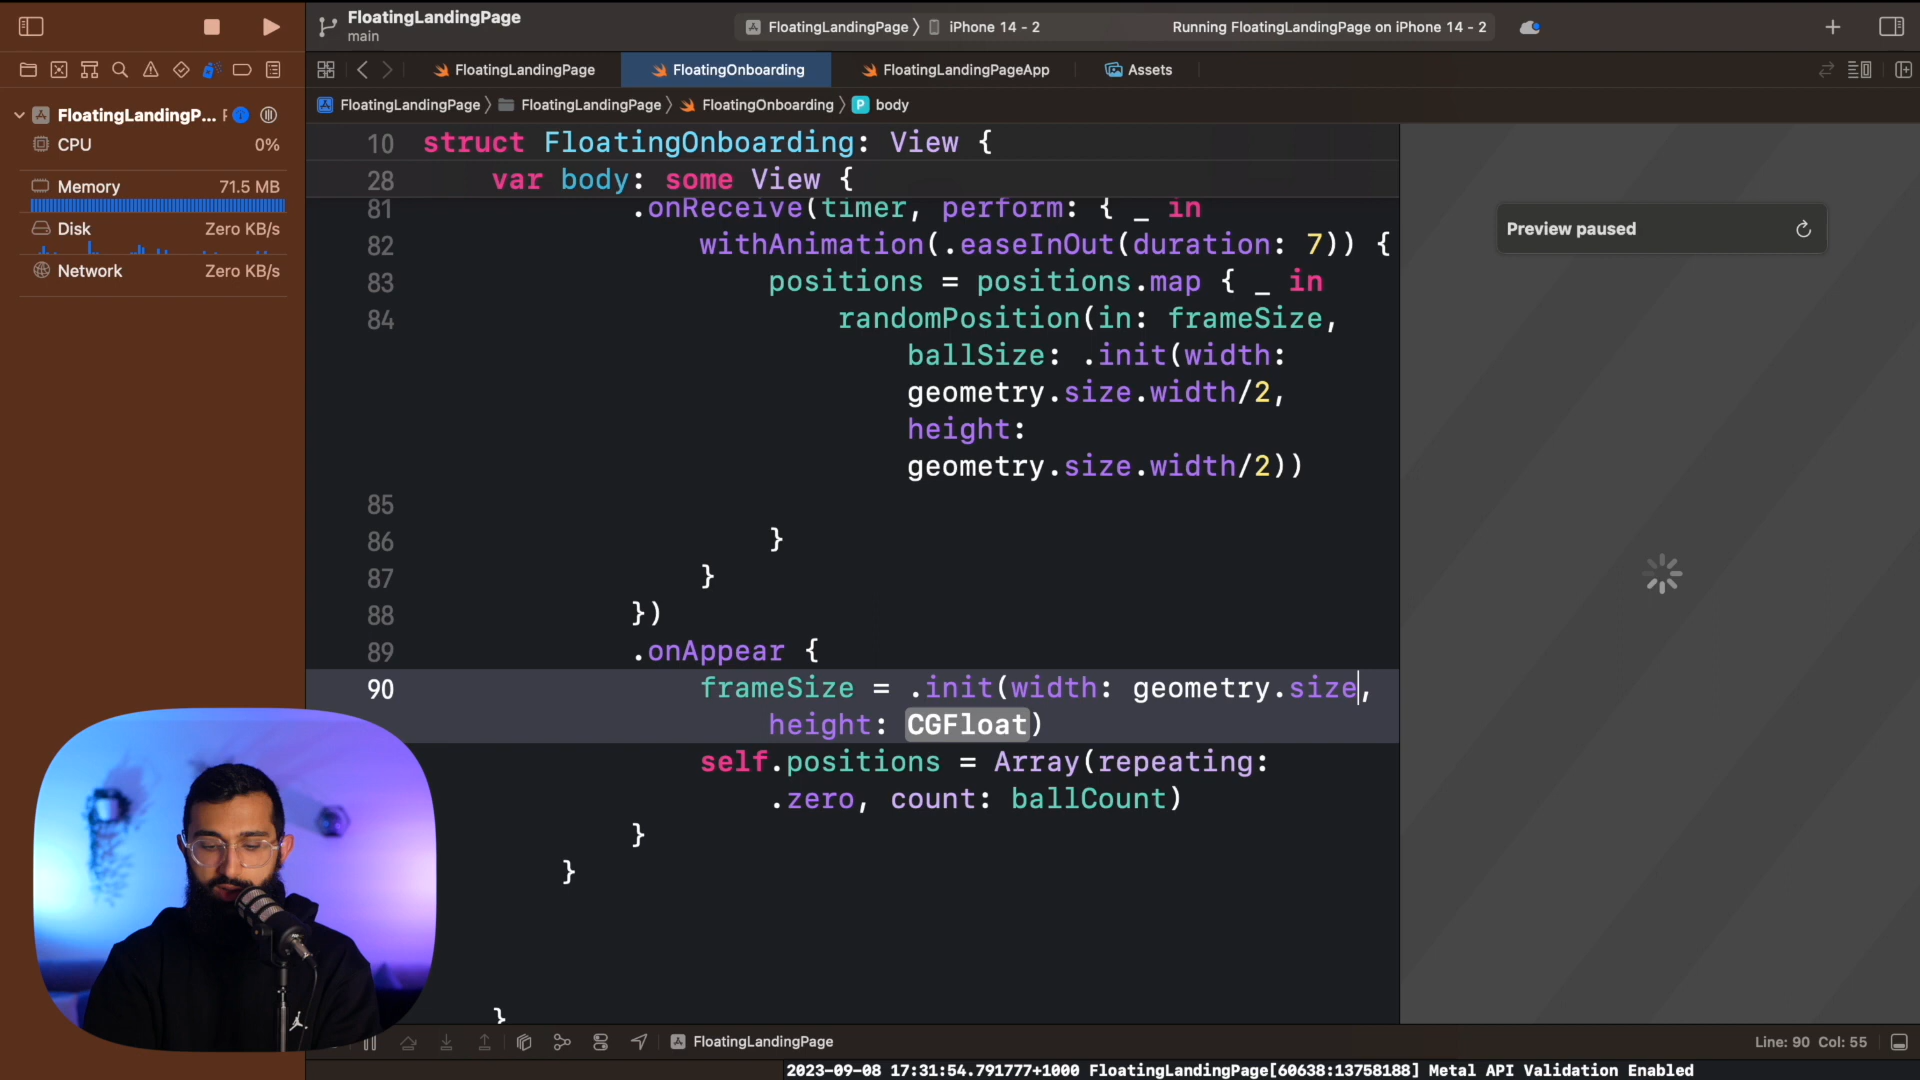 FloatingLandingPage
main
FloatingLandingPage
iPhone 14 - 2
Running FloatingLandingPage on iPhone 14 - 2
FloatingLandingPage
FloatingOnboarding
FloatingLandingPageApp
Assets
FloatingLandingPage
FloatingLandingPage
FloatingOnboarding
P
body
FloatingLandingP...
CPU
0%
Memory
71.5 MB
Disk
Zero KB/s
Network
Zero KB/s
10 struct FloatingOnboarding: View {
28 var body: some View {
81 .onReceive(timer, perform: { _ in
82 withAnimation(.easeInOut(duration: 7)) {
83 positions = positions.map { _ in
84 randomPosition(in: frameSize,
ballSize: .init(width:
geometry.size.width/2,
height:
geometry.size.width/2))
85
86 }
87 }
88 })
89 .onAppear {
90 frameSize = .init(width: geometry.size,
height: CGFloat)
self.positions = Array(repeating:
.zero, count: ballCount)
}
}
}
Preview paused
FloatingLandingPage
Line: 90 Col: 55
2023-09-08 17:31:54.791777+1000 FloatingLandingPage[60638:13758188] Metal API Validation Enabled